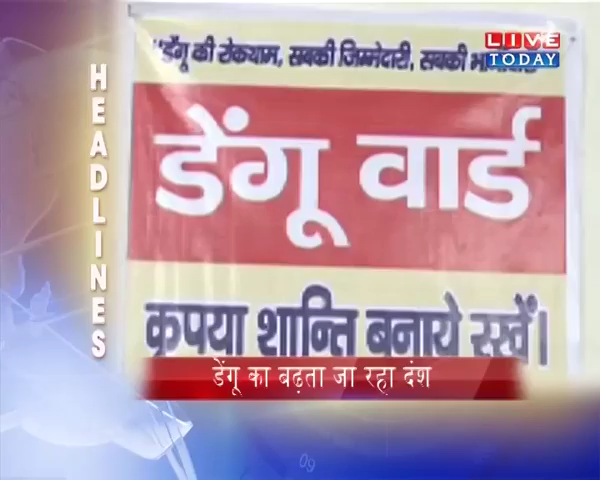 LIVE
TODAY
HEADLINES
"डेंगू की रोकथाम, सबकी जिम्मेदारी, सबकी
डेंगू वार्ड
कृपया शान्ति बनाये रखें।
डेंगू का बढ़ता जा रहा दंश